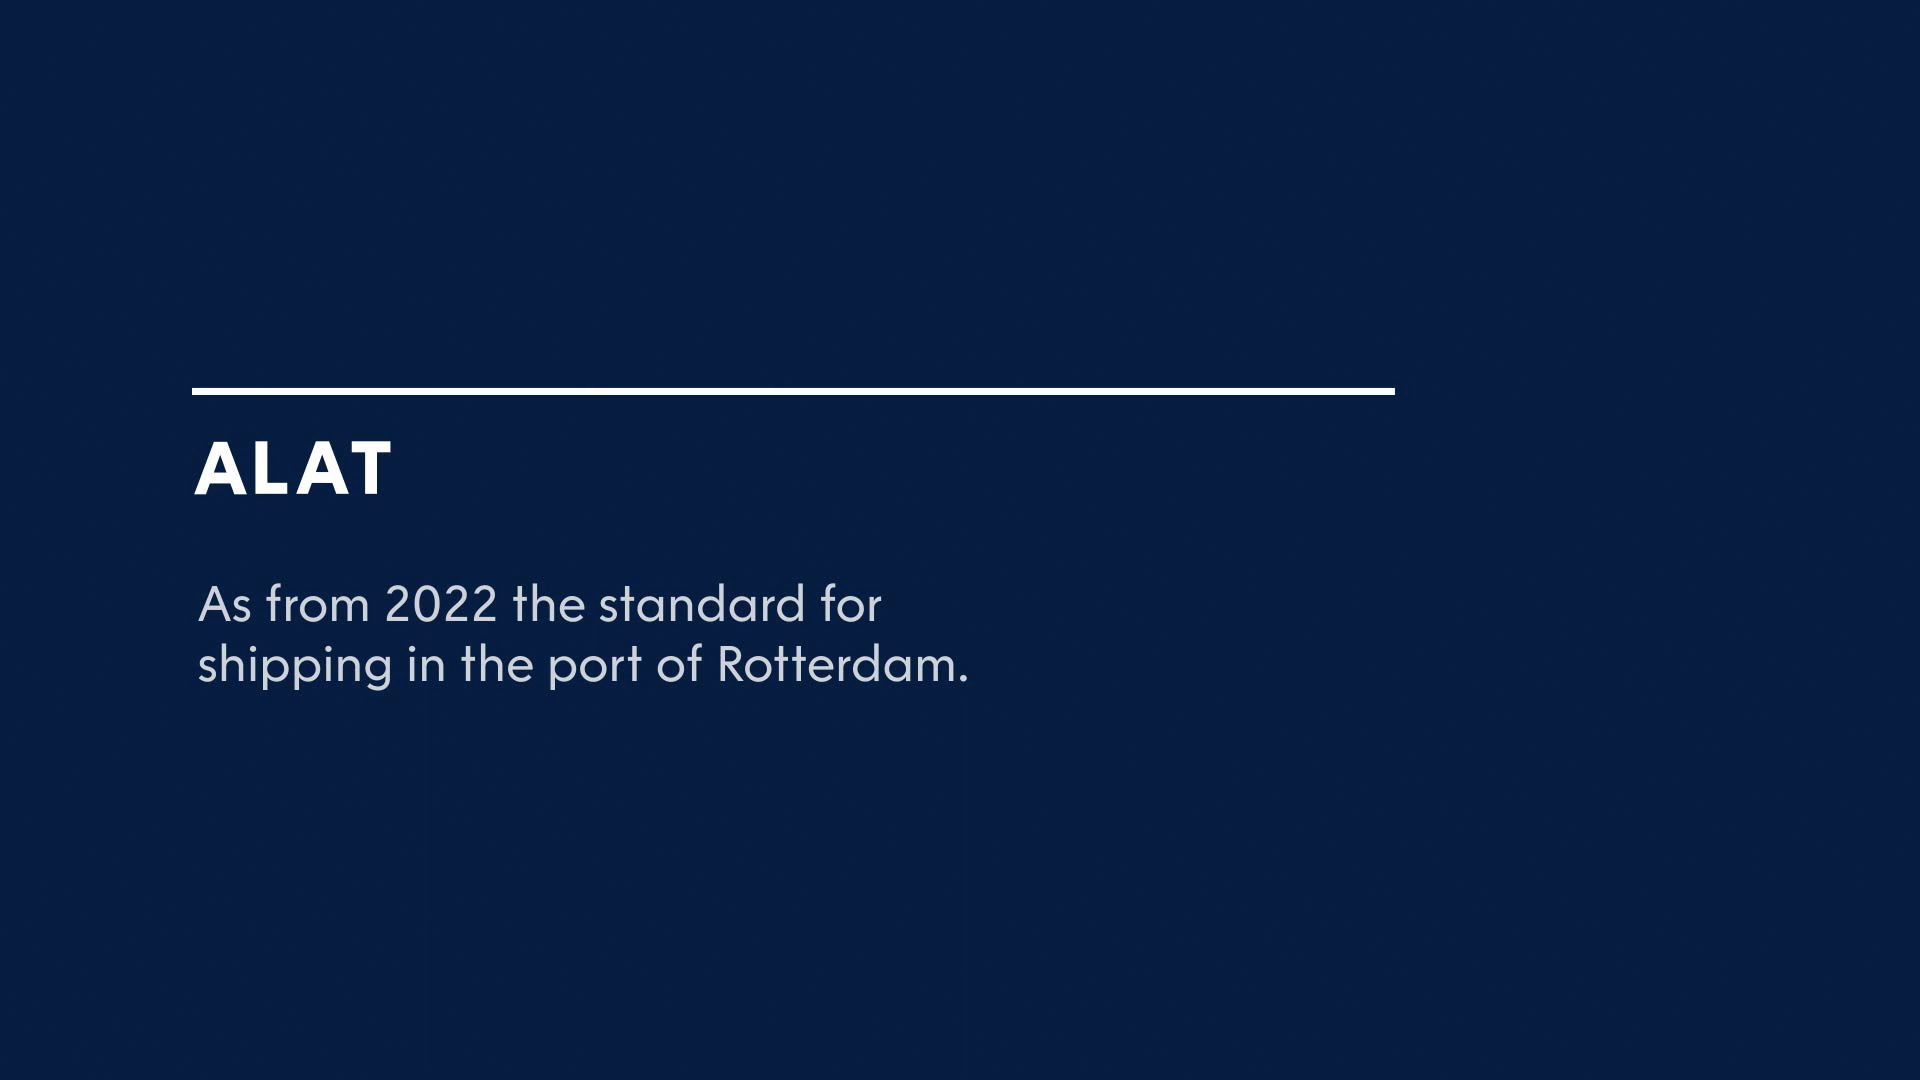 ALAT
As from 2022 the standard for
shipping in the port of Rotterdam.